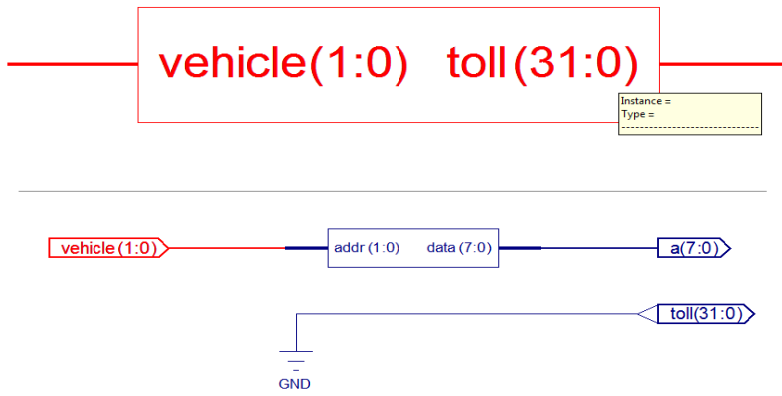 vehicle(1:0) toll(31:0)
Instance =
Type =
vehicle(1:0) addr(1:0) data(7:0) a(7:0)
toll(31:0)
GND